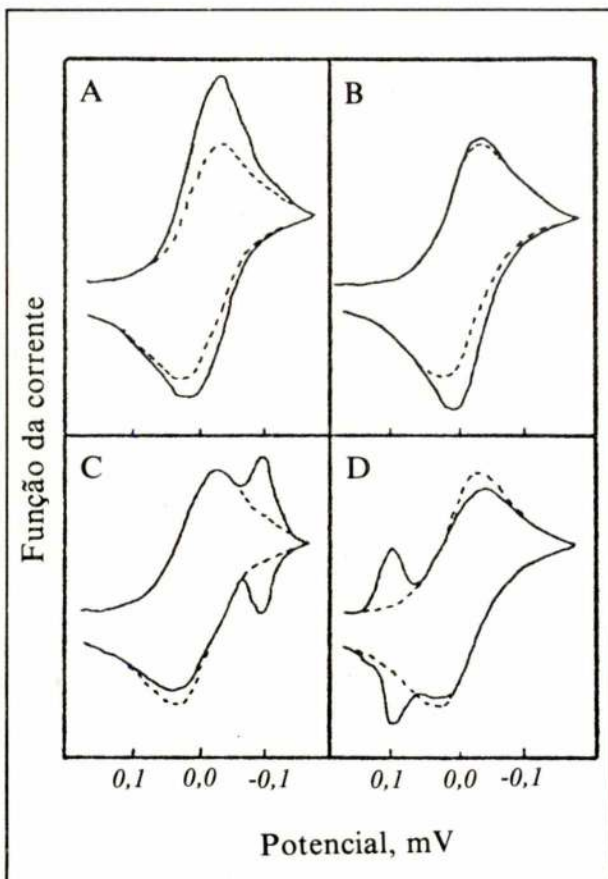 A
B
C
D
Função da corrente
0,1 0,0 -0,1 0,1 0,0 -0,1
Potencial, mV